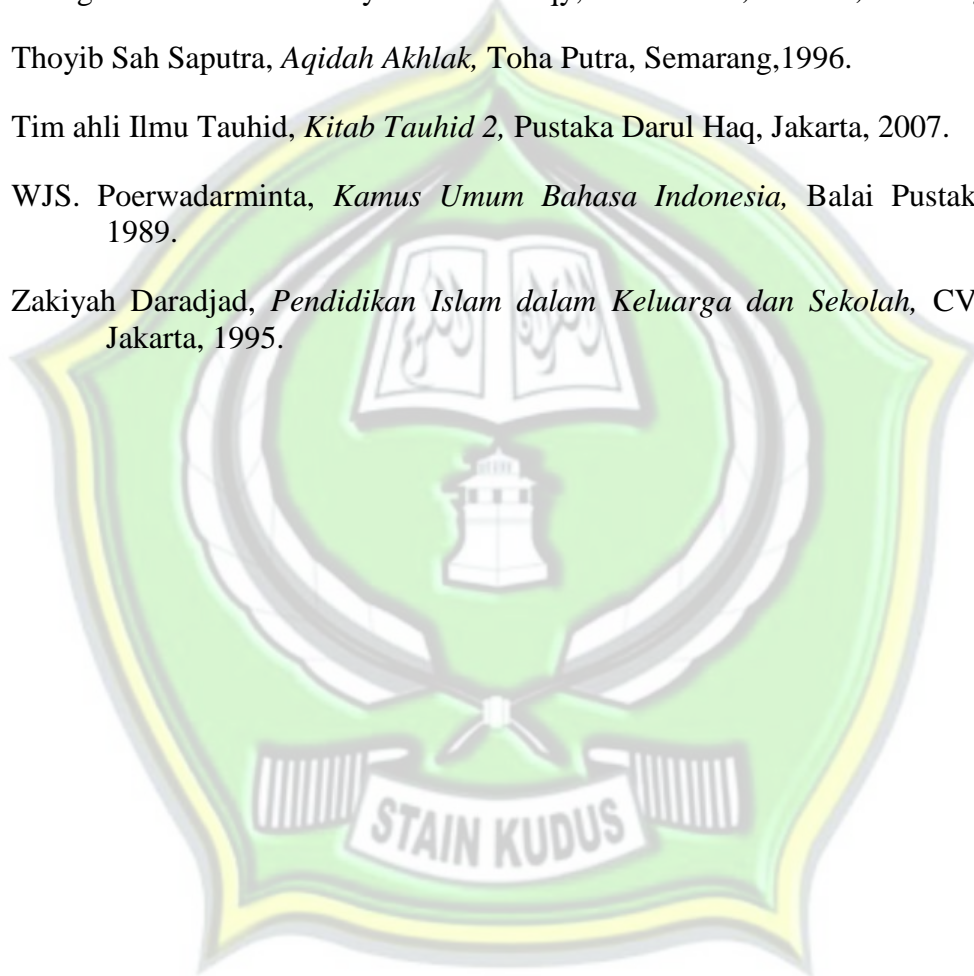 Thoyib Sah Saputra, Aqidah Akhlak, Toha Putra, Semarang,1996.
Tim ahli Ilmu Tauhid, Kitab Tauhid 2, Pustaka Darul Haq, Jakarta, 2007.
WJS. Poerwadarminta, Kamus Umum Bahasa Indonesia, Balai Pustak
1989.
Zakiyah Daradjad, Pendidikan Islam dalam Keluarga dan Sekolah, CV
Jakarta, 1995.
STAIN KUDUS